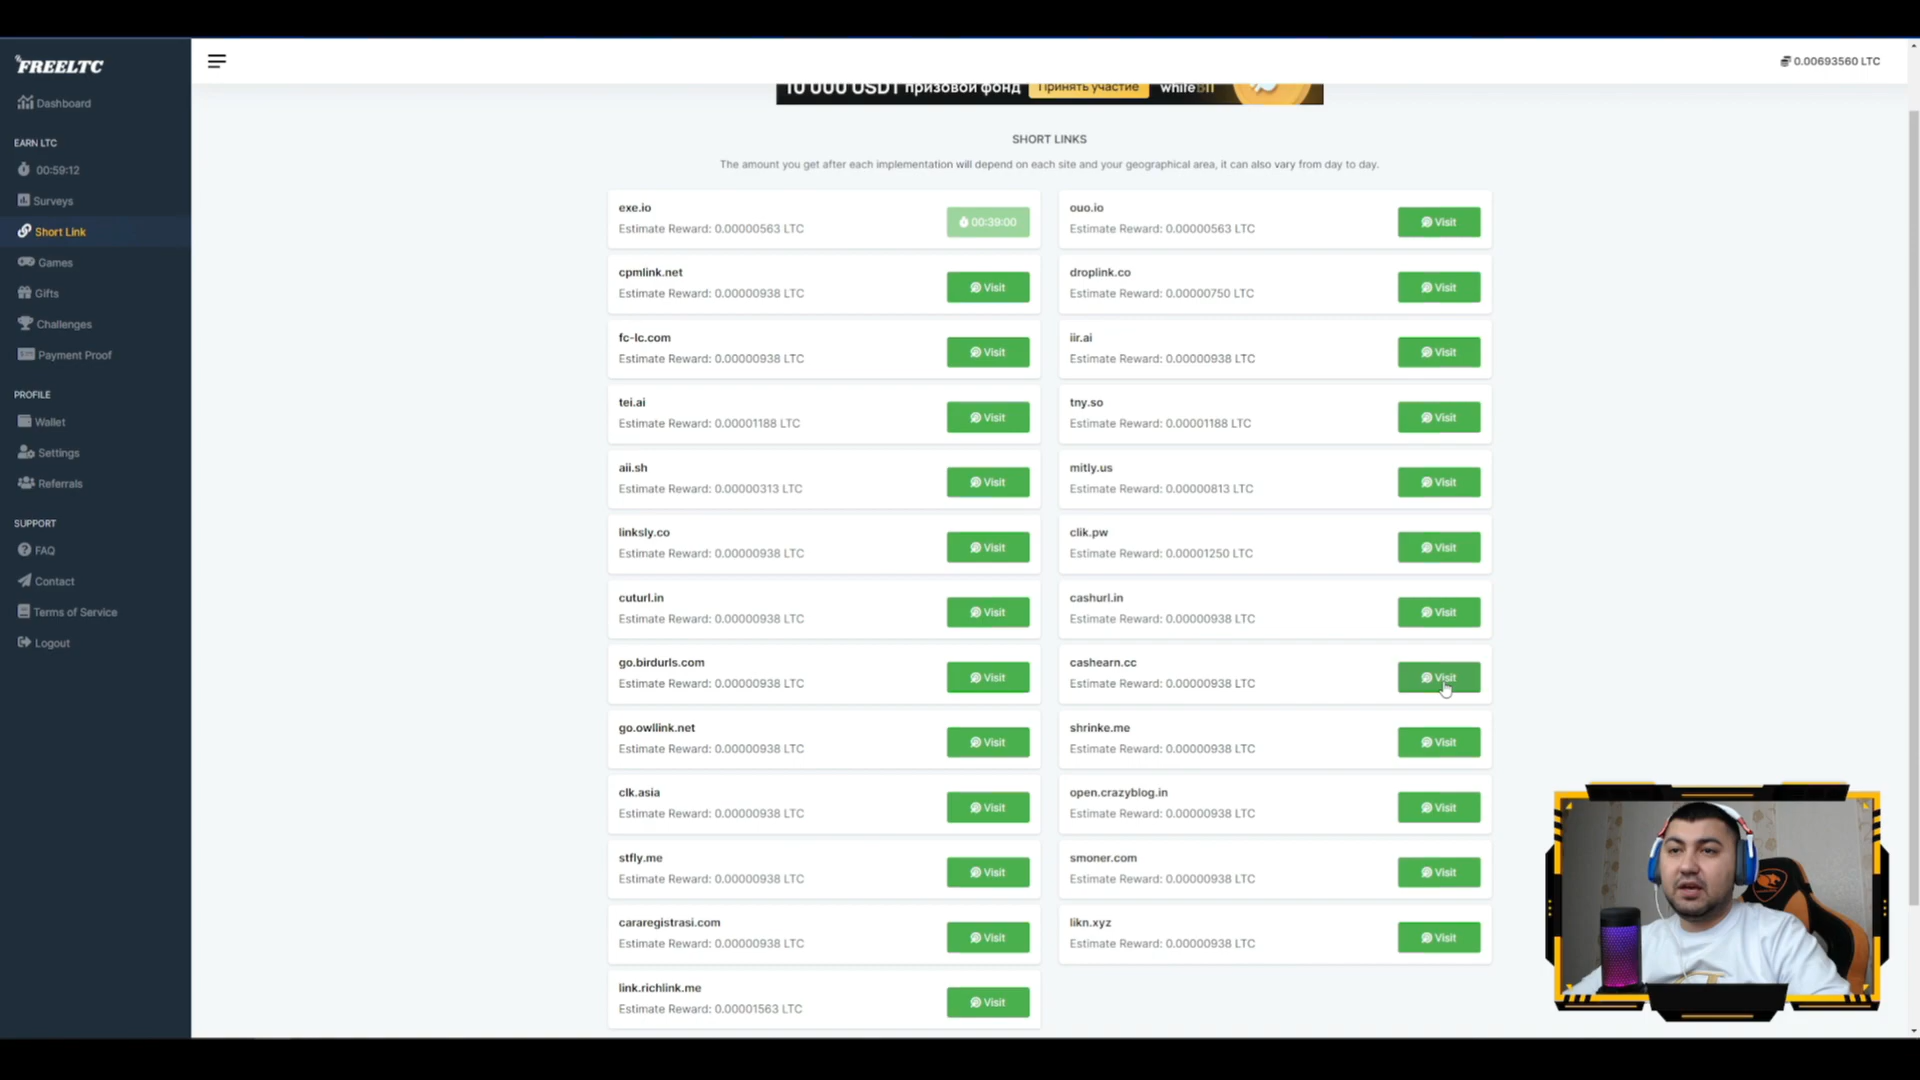 FREELTC
0.00693560 LTC
Dashboard
EARN LTC
00:59:12
Surveys
Short Link
Games
Gifts
Challenges
Payment Proof
PROFILE
Wallet
Settings
Referrals
SUPPORT
FAQ
Contact
Terms of Service
Logout
10 000 USDT призовой фонд Принять участие whiteBIT
SHORT LINKS
The amount you get after each implementation will depend on each site and your geographical area, it can also vary from day to day.
exe.io
Estimate Reward: 0.00000563 LTC
00:39:00
ouo.io
Estimate Reward: 0.00000563 LTC
Visit
cpmlink.net
Estimate Reward: 0.00000938 LTC
Visit
droplink.co
Estimate Reward: 0.00000750 LTC
Visit
fc-lc.com
Estimate Reward: 0.00000938 LTC
Visit
iir.ai
Estimate Reward: 0.00000938 LTC
Visit
tei.ai
Estimate Reward: 0.00001188 LTC
Visit
tny.so
Estimate Reward: 0.00001188 LTC
Visit
aii.sh
Estimate Reward: 0.00000313 LTC
Visit
mitly.us
Estimate Reward: 0.00000813 LTC
Visit
linksly.co
Estimate Reward: 0.00000938 LTC
Visit
clik.pw
Estimate Reward: 0.00001250 LTC
Visit
cuturl.in
Estimate Reward: 0.00000938 LTC
Visit
cashurl.in
Estimate Reward: 0.00000938 LTC
Visit
go.birdurls.com
Estimate Reward: 0.00000938 LTC
Visit
cashearn.cc
Estimate Reward: 0.00000938 LTC
Visit
go.owllink.net
Estimate Reward: 0.00000938 LTC
Visit
shrinke.me
Estimate Reward: 0.00000938 LTC
Visit
clk.asia
Estimate Reward: 0.00000938 LTC
Visit
open.crazyblog.in
Estimate Reward: 0.00000938 LTC
Visit
stfly.me
Estimate Reward: 0.00000938 LTC
Visit
smoner.com
Estimate Reward: 0.00000938 LTC
Visit
cararegistrasi.com
Estimate Reward: 0.00000938 LTC
Visit
likn.xyz
Estimate Reward: 0.00000938 LTC
Visit
link.richlink.me
Estimate Reward: 0.00001563 LTC
Visit